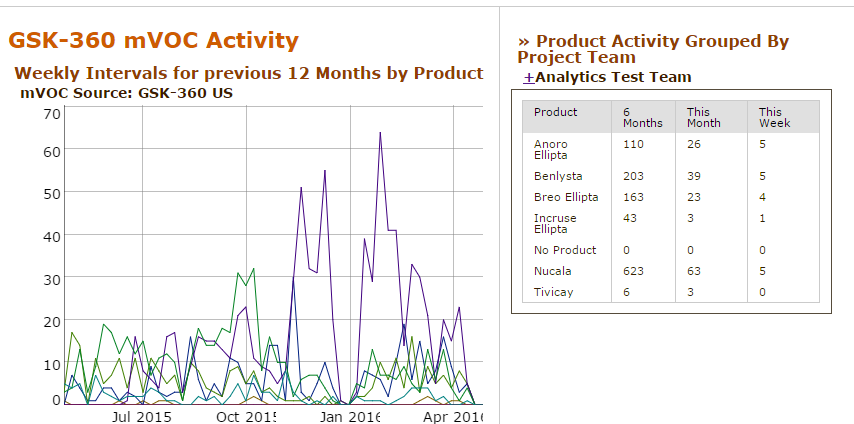 GSK-360 mVOC Activity
Weekly Intervals for previous 12 Months by Product
mVOC Source: GSK-360 US
70
60
50
40
30
20
10
0
Jul 2015
Oct 2015
Jan 2016
Apr 2016
» Product Activity Grouped By
Project Team
+Analytics Test Team
Product 6 Months This Month This Week
Anoro Ellipta 110 26 5
Benlysta 203 39 5
Breo Ellipta 163 23 4
Incruse Ellipta 43 3 1
No Product 0 0 0
Nucala 623 63 5
Tivicay 6 3 0